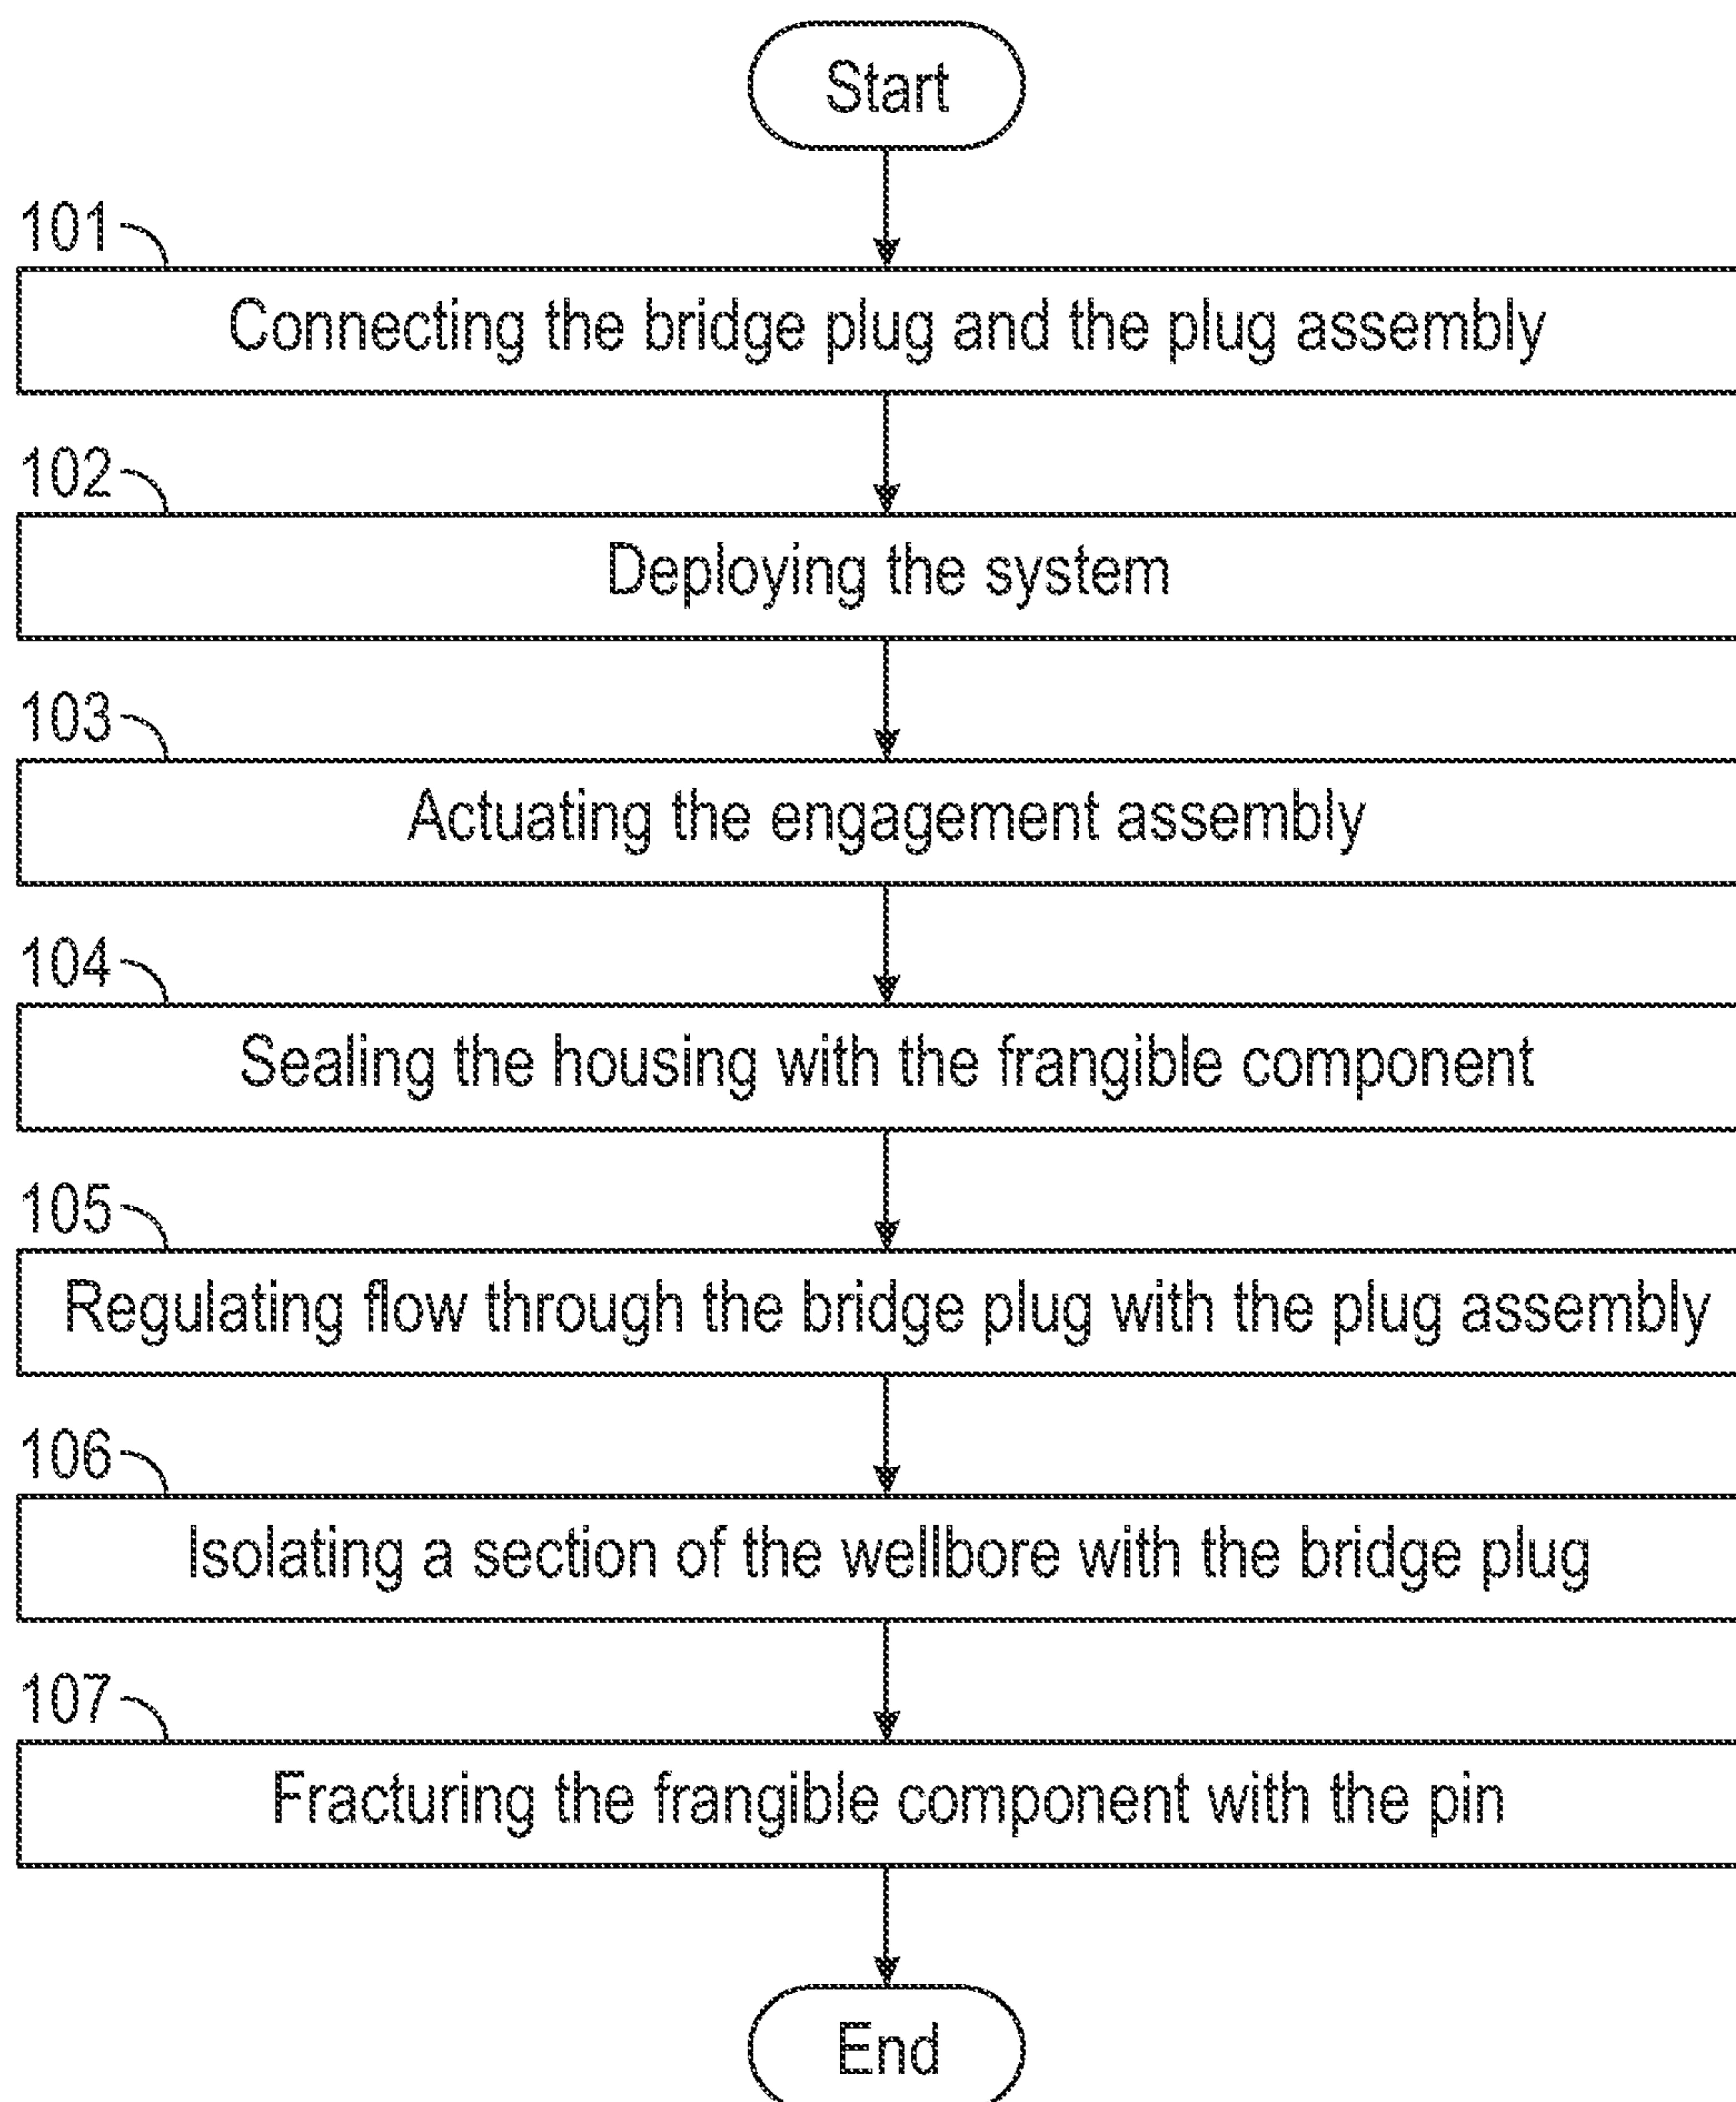 Start
101
Connecting the bridge plug and the plug assembly
102
Deploying the system
103
Actuating the engagement assembly
104
Sealing the housing with the frangible component
105
Regulating flow through the bridge plug with the plug assembly
106
Isolating a section of the wellbore with the bridge plug
107
Fracturing the frangible component with the pin
End